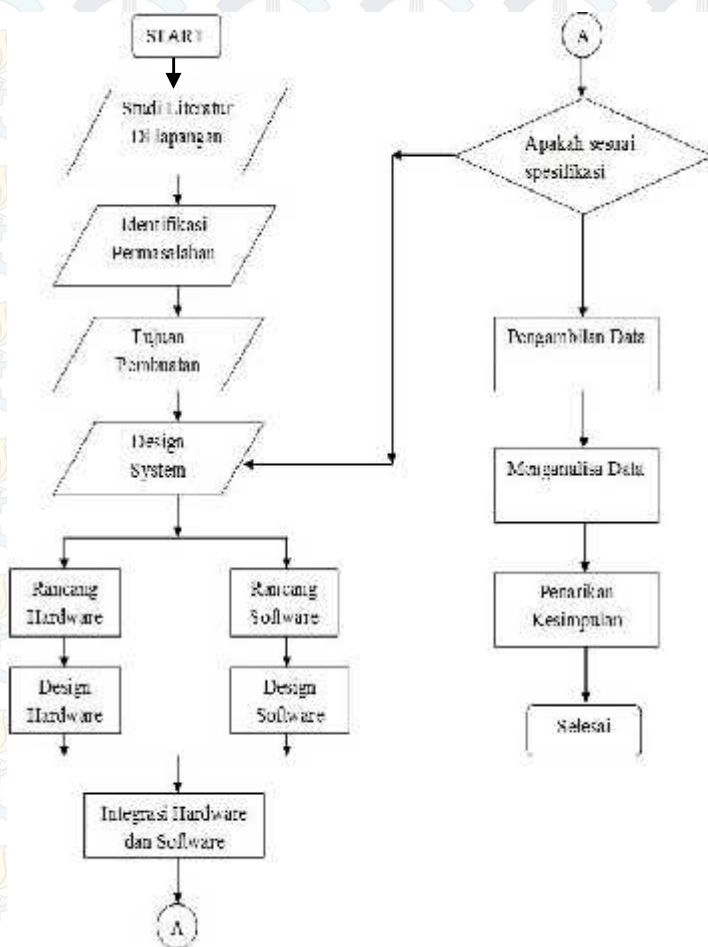 START
Studi Literatur
Di lapangan
Identifikasi
Permasalahan
Tujuan
Pembuatan
Design
System
Rancang
Hardware
Rancang
Software
Design
Hardware
Design
Software
Integrasi Hardware
dan Software
A
A
Apakah sesuai
spesifikasi
Pengambilan Data
Menganalisa Data
Penarikan
Kesimpulan
Selesai